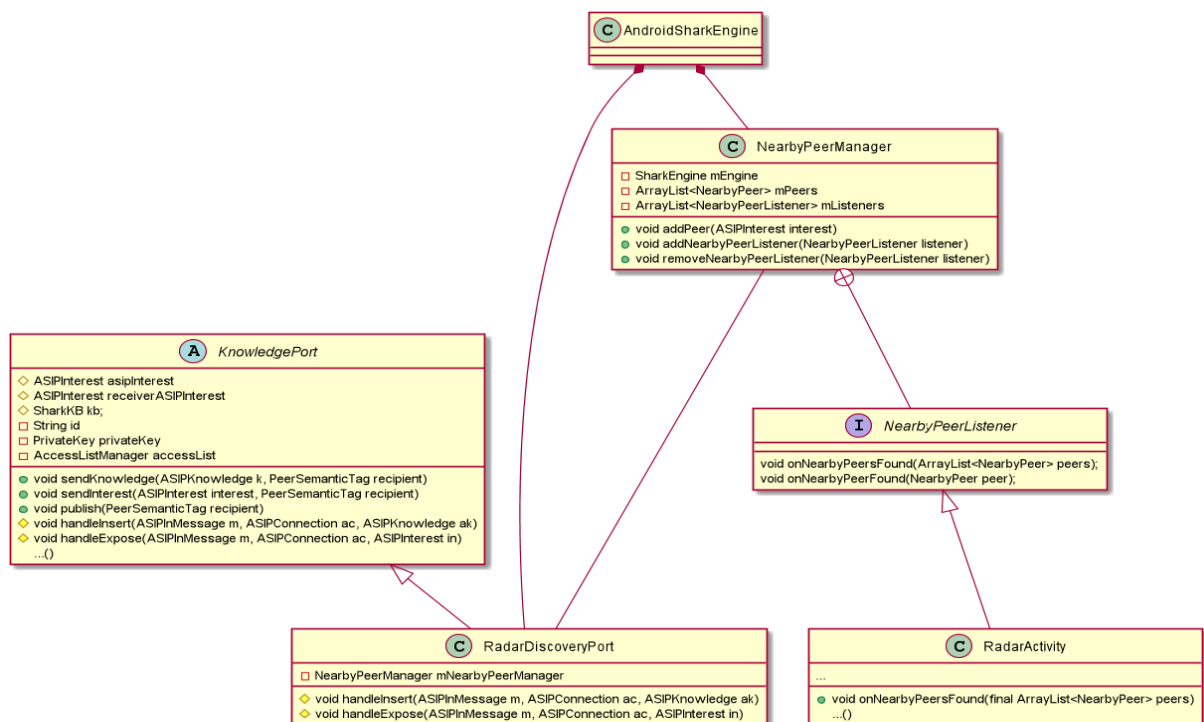 C AndroidSharkEngine
C NearbyPeerManager
SharkEngine mEngine
ArrayList<NearbyPeer> mPeers
ArrayList<NearbyPeerListener> mListeners
void addPeer(ASIPInterest interest)
void addNearbyPeerListener(NearbyPeerListener listener)
void removeNearbyPeerListener(NearbyPeerListener listener)
A KnowledgePort
ASIPInterest asipInterest
ASIPInterest receiverASIPInterest
SharkKB kb;
String id
PrivateKey privateKey
AccessListManager accessList
void sendKnowledge(ASIPKnowledge k, PeerSemanticTag recipient)
void sendInterest(ASIPInterest interest, PeerSemanticTag recipient)
void publish(PeerSemanticTag recipient)
void handleInsert(ASIPInMessage m, ASIPConnection ac, ASIPKnowledge ak)
void handleExpose(ASIPInMessage m, ASIPConnection ac, ASIPInterest in)
...()
I NearbyPeerListener
void onNearbyPeersFound(ArrayList<NearbyPeer> peers);
void onNearbyPeerFound(NearbyPeer peer);
C RadarDiscoveryPort
NearbyPeerManager mNearbyPeerManager
void handleInsert(ASIPInMessage m, ASIPConnection ac, ASIPKnowledge ak)
void handleExpose(ASIPInMessage m, ASIPConnection ac, ASIPInterest in)
C RadarActivity
...
void onNearbyPeersFound(final ArrayList<NearbyPeer> peers)
...()